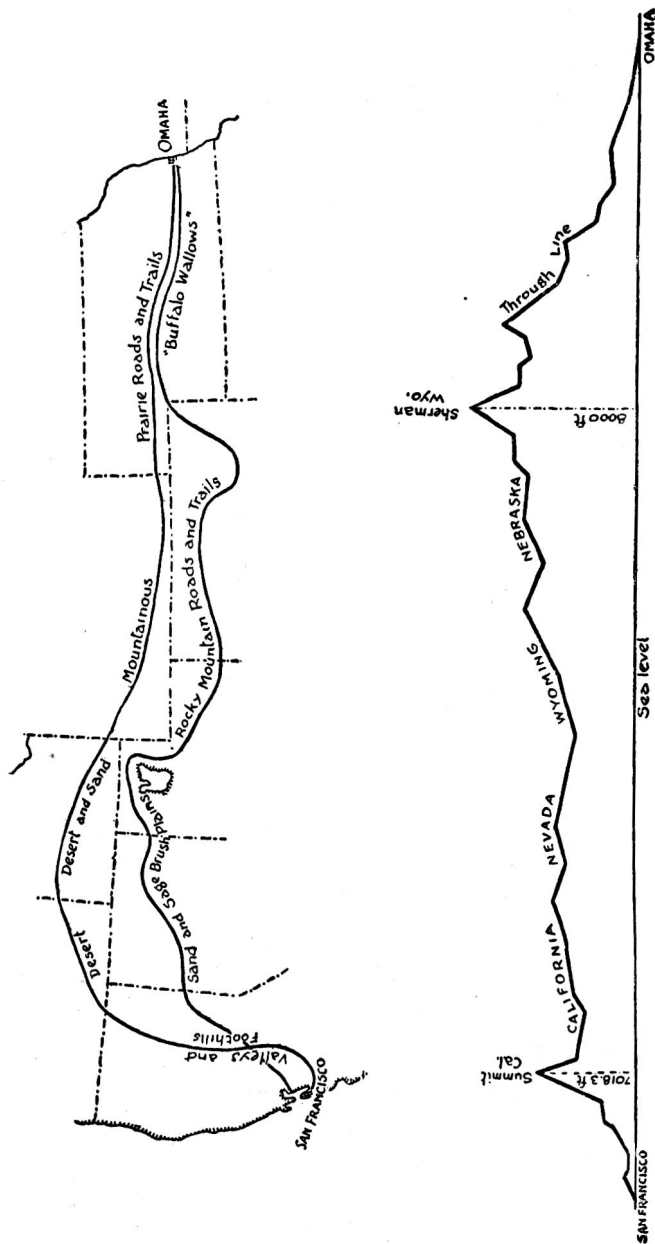 OMAHA
Prairie Roads and Trails
"Buffalo Wallows"
Mountainous
Rocky Mountain Roads and Trails
Desert and Sand
Sand and Sage Brush Plains
Desert
Valleys and
Foothills
SAN FRANCISCO
SAN FRANCISCO
Summit
Cal.
7018.3 ft
CALIFORNIA
NEVADA
WYOMING
NEBRASKA
Sherman
Wyo.
8000 ft
Through Line
Sea level
OMAHA